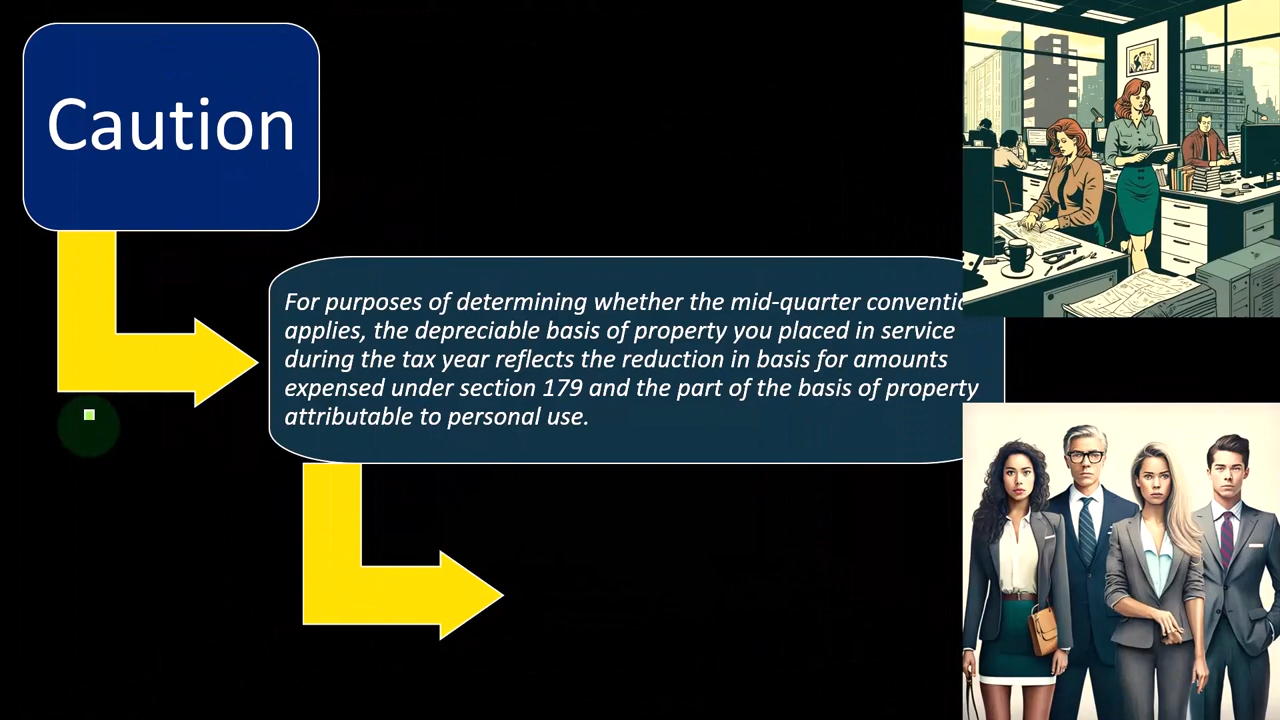 Caution
For purposes of determining whether the mid-quarter conventio
applies, the depreciable basis of property you placed in service
during the tax year reflects the reduction in basis for amounts
expensed under section 179 and the part of the basis of property
attributable to personal use.